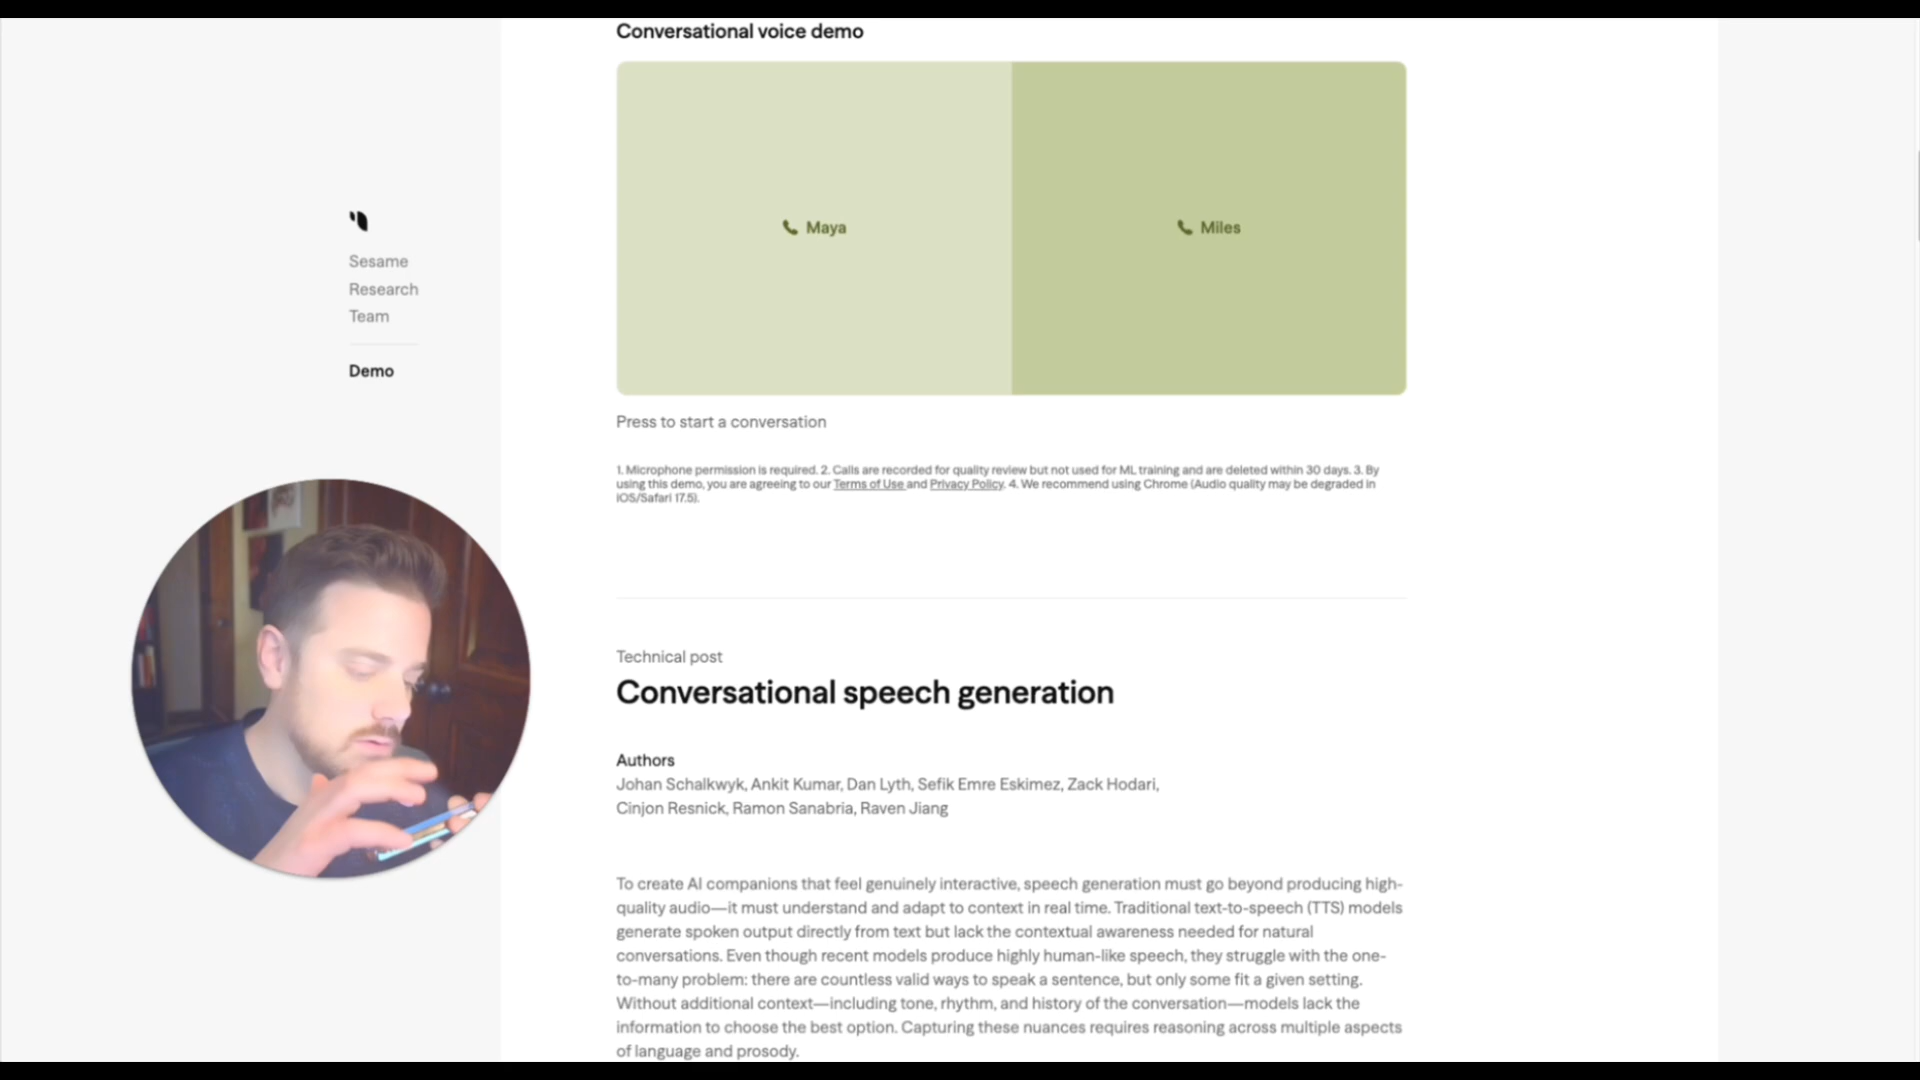 Conversational voice demo
Maya
Miles
Sesame
Research
Team
Demo
Press to start a conversation
1. Microphone permission is required. 2. Calls are recorded for quality review but not used for ML training and are deleted within 30 days. 3. By
using this demo, you are agreeing to our Terms of Use and Privacy Policy. 4. We recommend using Chrome (Audio quality may be degraded in
iOS/Safari 17.5).
Technical post
Conversational speech generation
Authors
Johan Schalkwyk, Ankit Kumar, Dan Lyth, Sefik Emre Eskimez, Zack Hodari,
Cinjon Resnick, Ramon Sanabria, Raven Jiang
To create AI companions that feel genuinely interactive, speech generation must go beyond producing high-
quality audio—it must understand and adapt to context in real time. Traditional text-to-speech (TTS) models
generate spoken output directly from text but lack the contextual awareness needed for natural
conversations. Even though recent models produce highly human-like speech, they struggle with the one-
to-many problem: there are countless valid ways to speak a sentence, but only some fit a given setting.
Without additional context—including tone, rhythm, and history of the conversation—models lack the
information to choose the best option. Capturing these nuances requires reasoning across multiple aspects
of language and prosody.